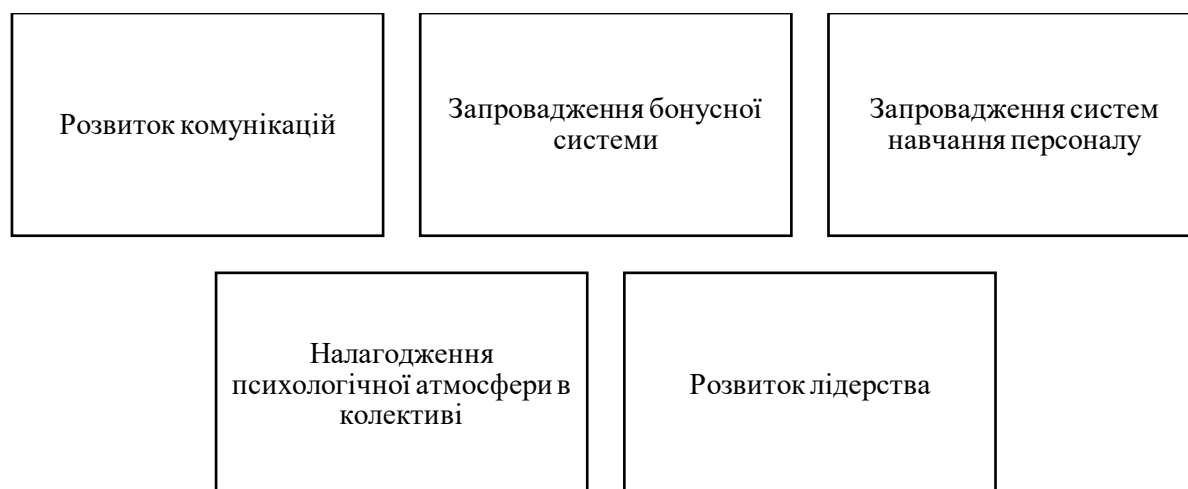 Розвиток комунікацій
Запровадження бонусної
системи
Запровадження систем
навчання персоналу
Налагодження
психологічної атмосфери в
колективі
Розвиток лідерства